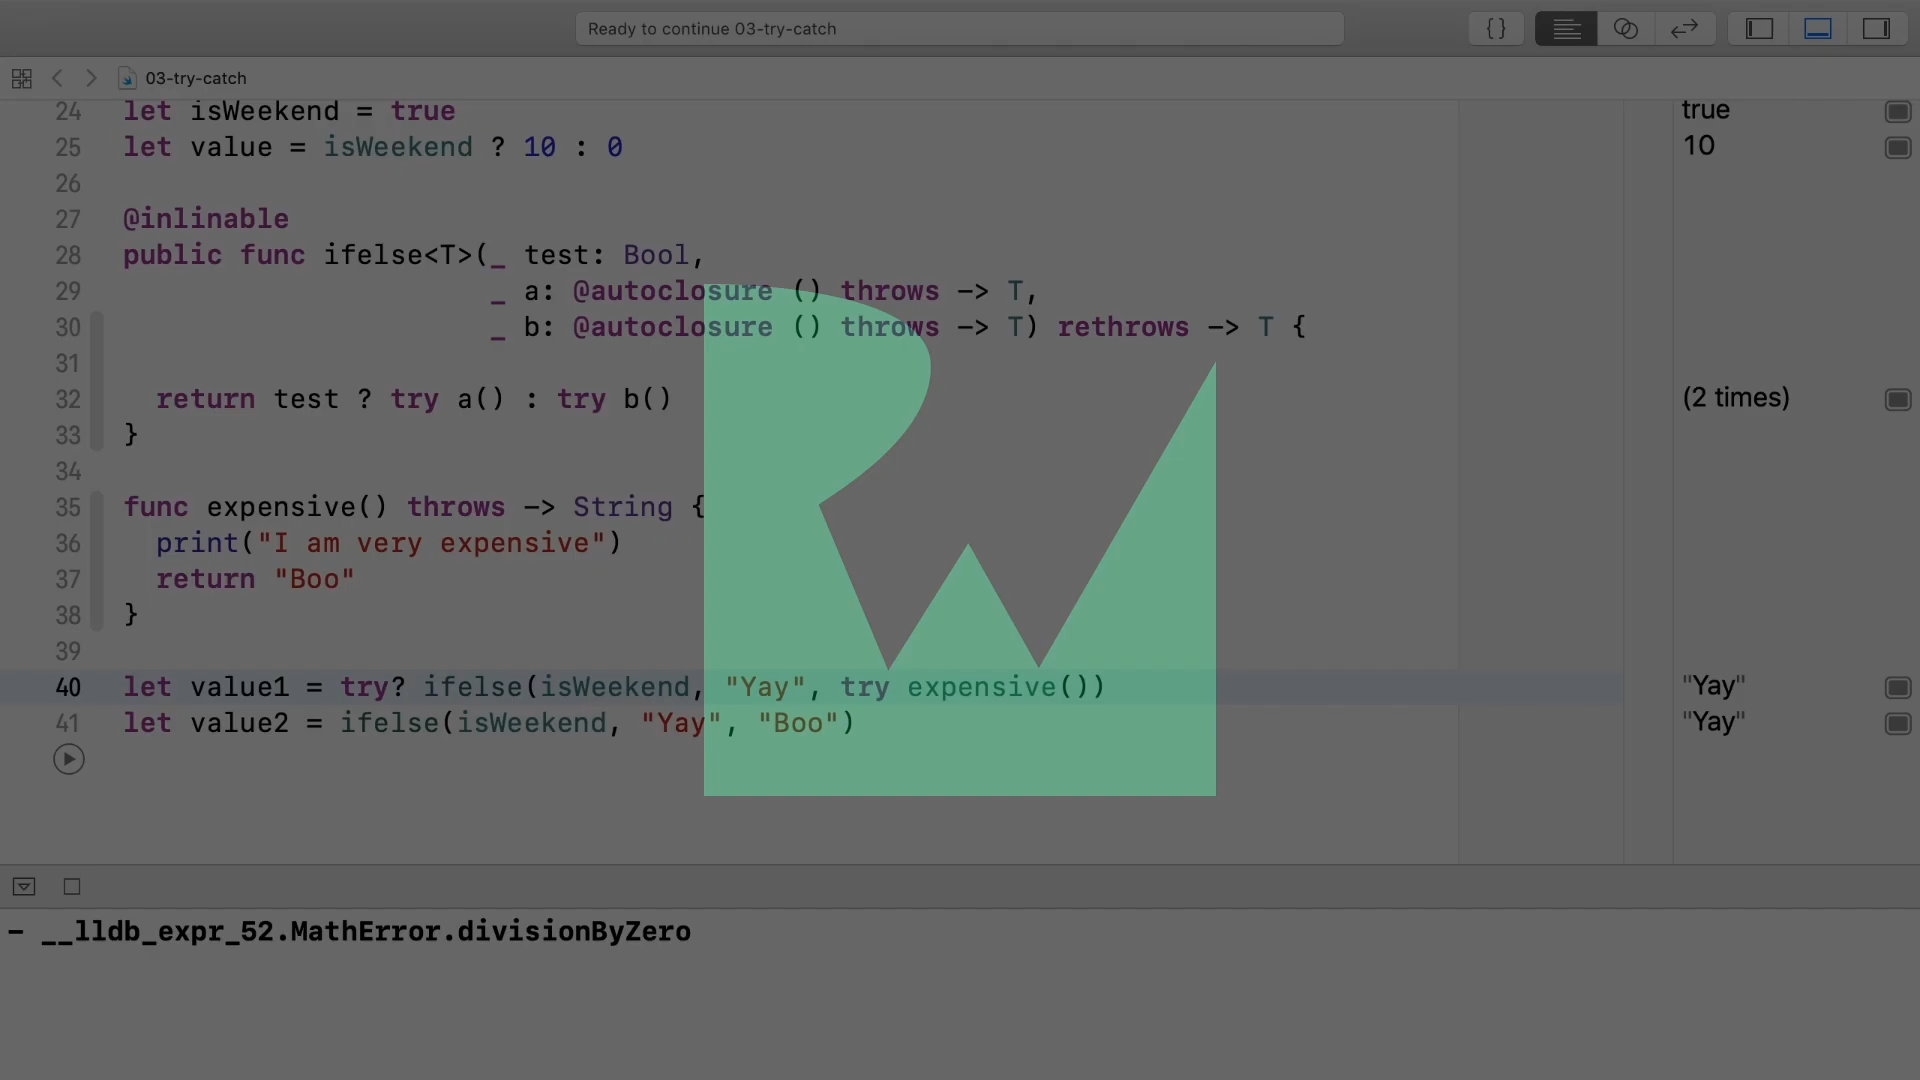 Ready to continue 03-try-catch
03-try-catch
24 let isWeekend = true true
25 let value = isWeekend ? 10 : 0 10
26
27 @inlinable
28 public func ifelse<T>(_ test: Bool,
29 _ a: @autoclosure () throws -> T,
30 _ b: @autoclosure () throws -> T) rethrows -> T {
31
32 return test ? try a() : try b() (2 times)
33 }
34
35 func expensive() throws -> String {
36 print("I am very expensive")
37 return "Boo"
38 }
39
40 let value1 = try? ifelse(isWeekend, "Yay", try expensive()) "Yay"
41 let value2 = ifelse(isWeekend, "Yay", "Boo") "Yay"
- __lldb_expr_52.MathError.divisionByZero